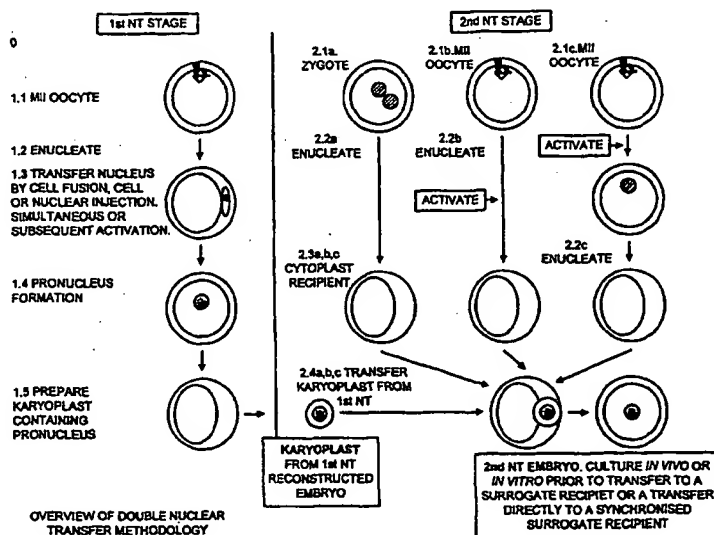 1st NT STAGE
2nd NT STAGE
0
1.1 MII OOCYTE
1.2 ENUCLEATE
1.3 TRANSFER NUCLEUS
BY CELL FUSION, CELL
OR NUCLEAR INJECTION.
SIMULTANEOUS OR
SUBSEQUENT ACTIVATION.
1.4 PRONUCLEUS
FORMATION
1.5 PREPARE
KARYOPLAST
CONTAINING
PRONUCLEUS
OVERVIEW OF DOUBLE NUCLEAR
TRANSFER METHODOLOGY
2.1a.
ZYGOTE
2.1b.MII
OOCYTE
2.1c.MII
OOCYTE
2.2a
ENUCLEATE
2.2b
ENUCLEATE
ACTIVATE
ACTIVATE
2.2c
ENUCLEATE
2.3a,b,c
CYTOPLAST
RECIPIENT
2.4a,b,c TRANSFER
KARYOPLAST FROM
1st NT
KARYOPLAST
FROM 1st NT
RECONSTRUCTED
EMBRYO
2nd NT EMBRYO. CULTURE IN VIVO OR
IN VITRO PRIOR TO TRANSFER TO A
SURROGATE RECIPIET OR A TRANSFER
DIRECTLY TO A SYNCHRONISED
SURROGATE RECIPIENT